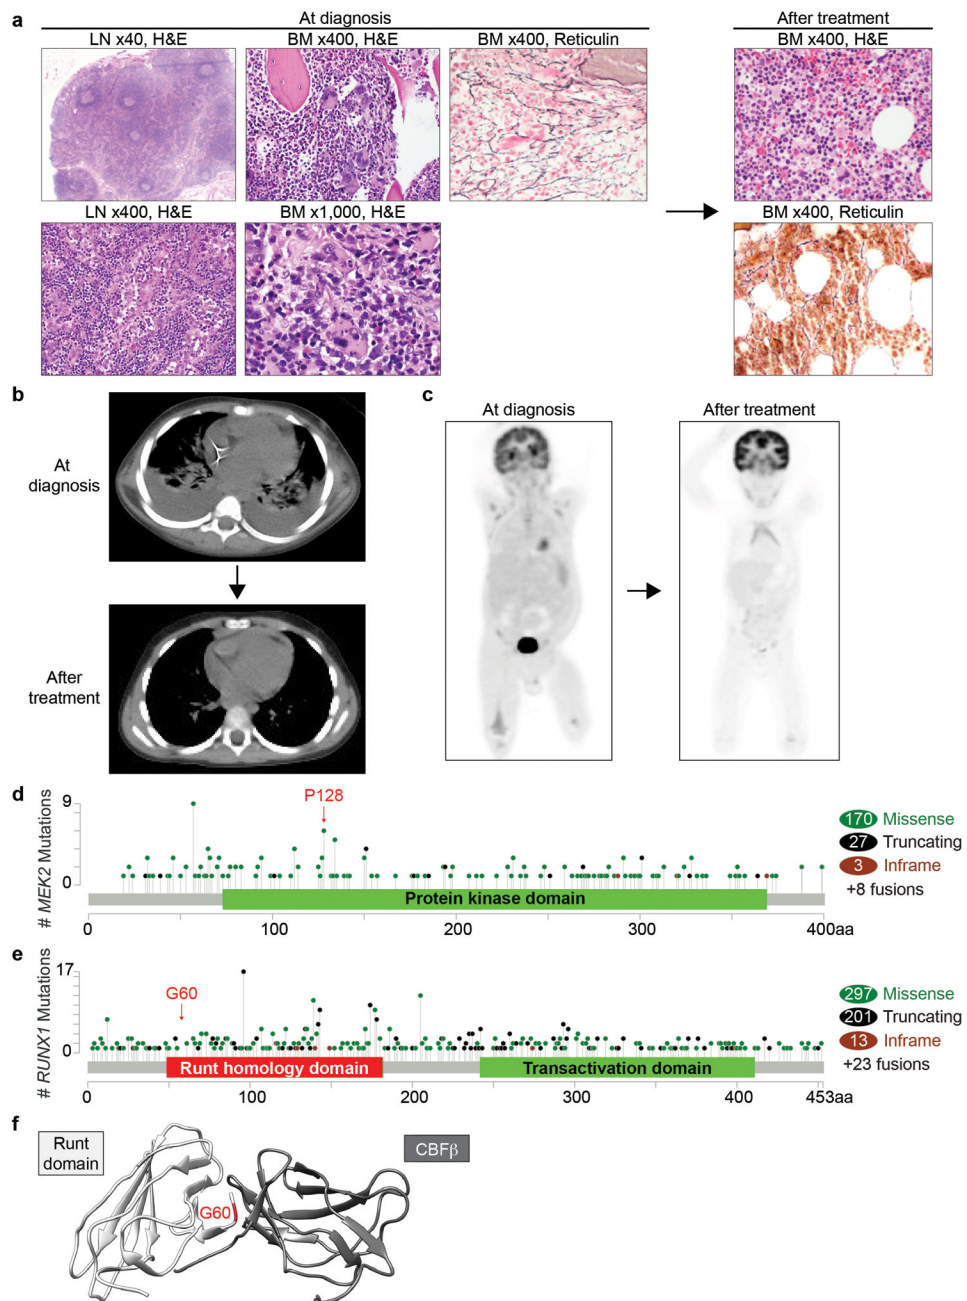 a
At diagnosis
After treatment
LN x40, H&E
BM x400, H&E
BM x400, Reticulin
BM x400, H&E
LN x400, H&E
BM x1,000, H&E
BM x400, Reticulin
b
At
diagnosis
After
treatment
c
At diagnosis
After treatment
d
# MEK2 Mutations
9
0
P128
Protein kinase domain
0
100
200
300
400aa
170 Missense
27 Truncating
3 Inframe
+8 fusions
e
# RUNX1 Mutations
17
0
G60
Runt homology domain
Transactivation domain
0
100
200
300
400
453aa
297 Missense
201 Truncating
13 Inframe
+23 fusions
f
Runt
domain
G60
CBFβ